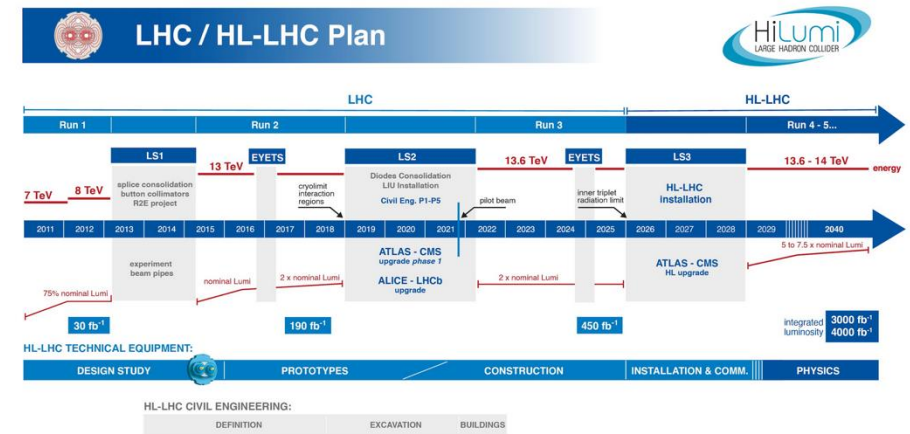 LHC / HL-LHC Plan
HiLumi
LARGE HADRON COLLIDER
LHC
HL-LHC
Run 1
Run 2
Run 3
Run 4 - 5...
LS1
EYETS
LS2
EYETS
LS3
13 TeV
13.6 TeV
13.6 - 14 TeV
energy
7 TeV
8 TeV
splice consolidation
button collimators
R2E project
cryolimit
interaction
regions
Diodes Consolidation
LIU Installation
Civil Eng. P1-P5
pilot beam
inner triplet
radiation limit
HL-LHC
installation
2011 2012 2013 2014 2015 2016 2017 2018 2019 2020 2021 2022 2023 2024 2025 2026 2027 2028 2029 2040
experiment
beam pipes
ATLAS - CMS
upgrade phase 1
ALICE - LHCb
upgrade
ATLAS - CMS
HL upgrade
5 to 7.5 x nominal Lumi
75% nominal Lumi
nominal Lumi
2 x nominal Lumi
2 x nominal Lumi
30 fb⁻¹
190 fb⁻¹
450 fb⁻¹
integrated
luminosity
3000 fb⁻¹
4000 fb⁻¹
HL-LHC TECHNICAL EQUIPMENT:
DESIGN STUDY
PROTOTYPES
CONSTRUCTION
INSTALLATION & COMM.
PHYSICS
HL-LHC CIVIL ENGINEERING:
DEFINITION
EXCAVATION
BUILDINGS